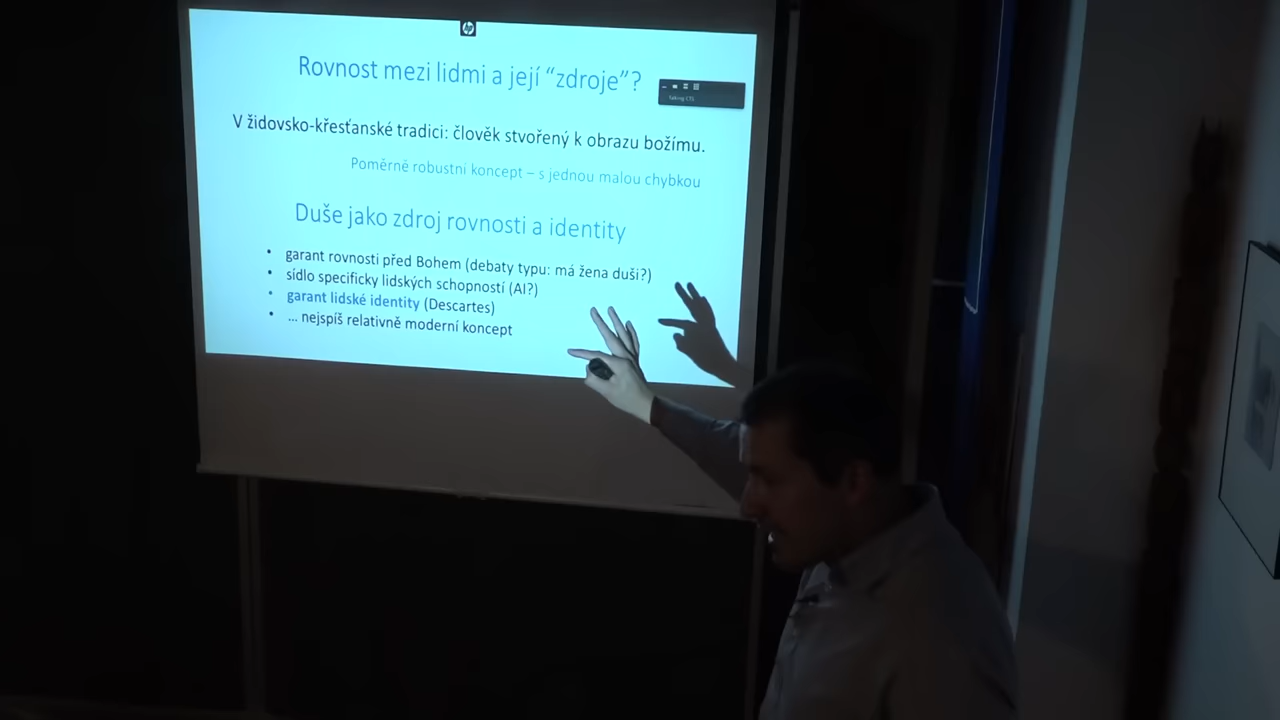 hp
Rovnost mezi lidmi a její “zdroje”?
V židovsko-křesťanské tradici: člověk stvořený k obrazu božímu.
Poměrně robustní koncept – s jednou malou chybkou
Duše jako zdroj rovnosti a identity
• garant rovnosti před Bohem (debaty typu: má žena duši?)
• sídlo specificky lidských schopností (AI?)
• garant lidské identity (Descartes)
• ... nejspíš relativně moderní koncept